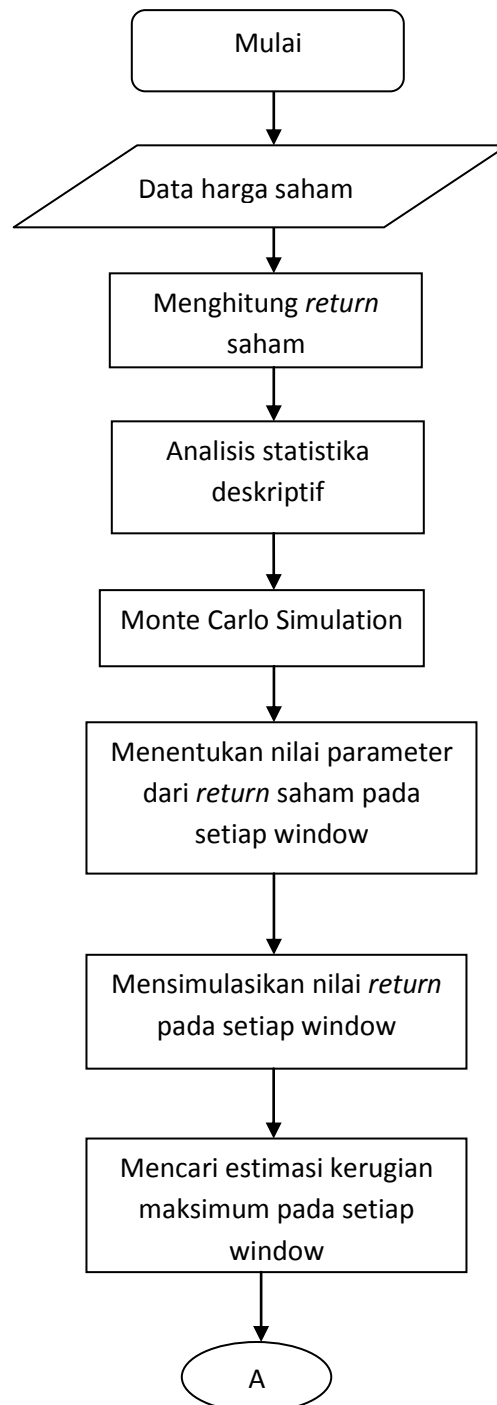 Mulai
Data harga saham
Menghitung return
saham
Analisis statistika
deskriptif
Monte Carlo Simulation
Menentukan nilai parameter
dari return saham pada
setiap window
Mensimulasikan nilai return
pada setiap window
Mencari estimasi kerugian
maksimum pada setiap
window
A